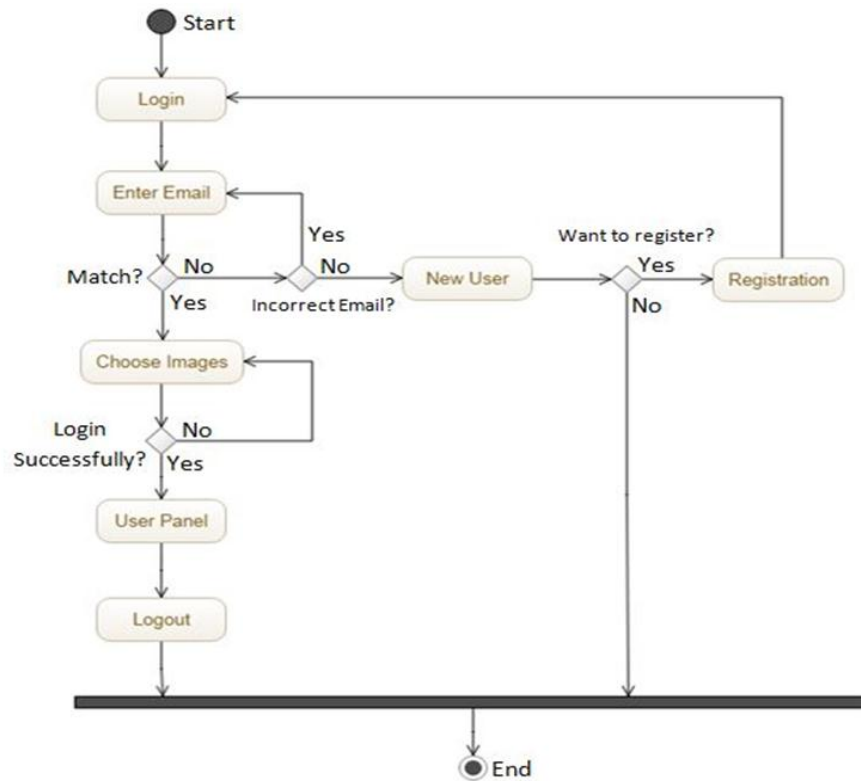 Start
Login
Enter Email
Yes
Want to register?
Match?
No
No
New User
Yes
Registration
Yes
Incorrect Email?
No
Choose Images
Login
Successfully?
No
Yes
User Panel
Logout
End